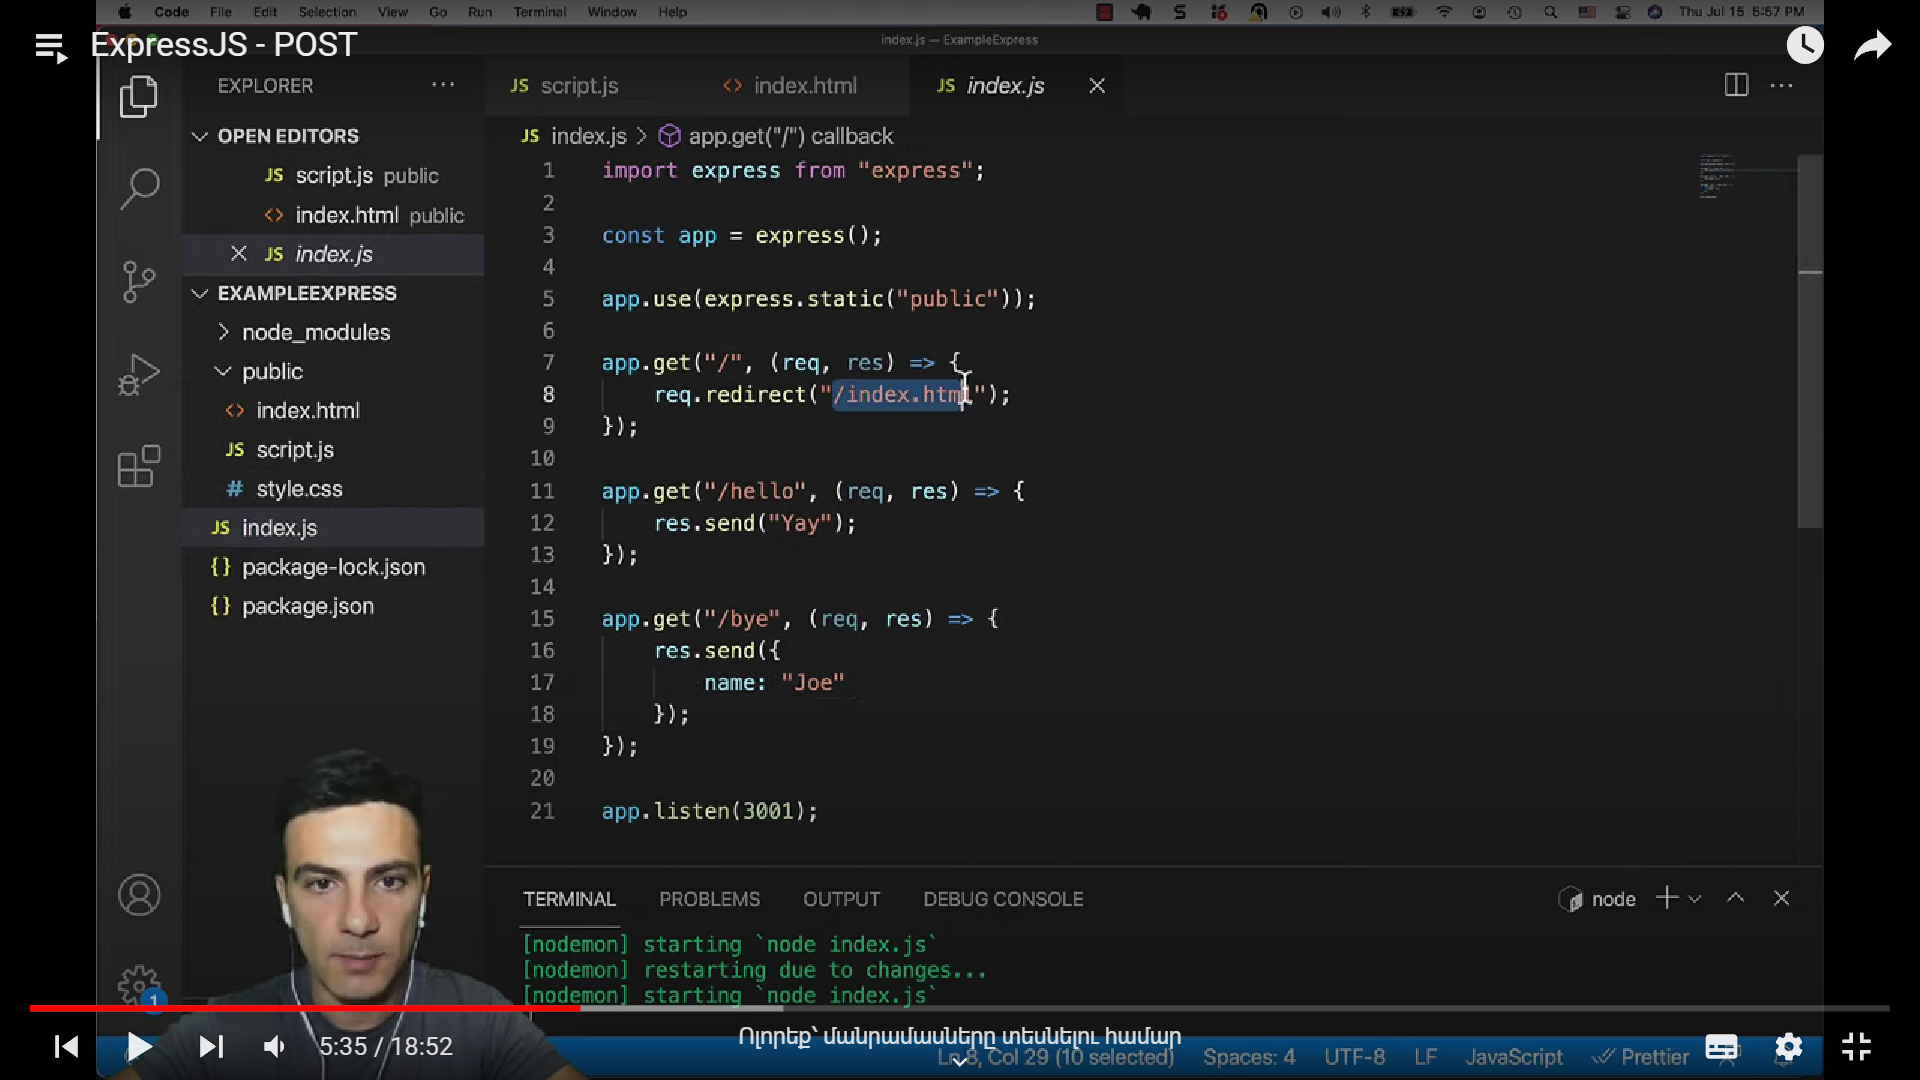 Code File Edit Selection View Go Run Terminal Window Help Thu Jul 15 5:57 PM
ExpressJS - POST
index.js — ExampleExpress
EXPLORER
JS script.js
<> index.html
JS index.js
OPEN EDITORS
JS script.js public
<> index.html public
JS index.js
EXAMPLEEXPRESS
node_modules
public
<> index.html
JS script.js
# style.css
JS index.js
{} package-lock.json
{} package.json
JS index.js > app.get("/") callback
1 import express from "express";
2
3 const app = express();
4
5 app.use(express.static("public"));
6
7 app.get("/", (req, res) => {
8 req.redirect("/index.html");
9 });
10
11 app.get("/hello", (req, res) => {
12 res.send("Yay");
13 });
14
15 app.get("/bye", (req, res) => {
16 res.send({
17 name: "Joe"
18 });
19 });
20
21 app.listen(3001);
TERMINAL PROBLEMS OUTPUT DEBUG CONSOLE node
[nodemon] starting `node index.js`
[nodemon] restarting due to changes...
[nodemon] starting `node index.js`
1
5:35 / 18:52
Ոլորեք՝ մանրամասները տեսնելու համար
Ln 8, Col 29 (10 selected) Spaces: 4 UTF-8 LF JavaScript Prettier